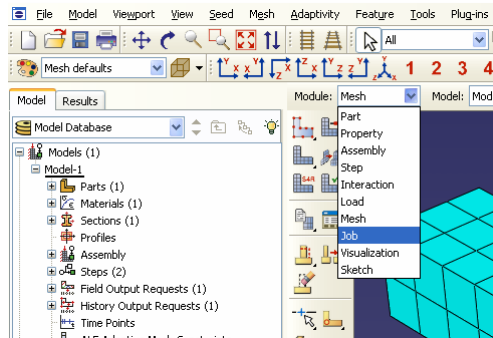 File Model Viewport View Seed Mesh Adaptivity Feature Tools Plug-ins
All
Mesh defaults
1 2 3 4
Model Results
Module: Mesh Model:
Model Database
Part
Property
Assembly
Step
Interaction
Load
Mesh
Job
Visualization
Sketch
Models (1)
Model-1
Parts (1)
Materials (1)
Sections (1)
Profiles
Assembly
Steps (2)
Field Output Requests (1)
History Output Requests (1)
Time Points